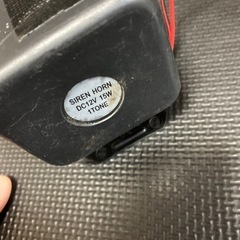 SIREN HORN
DC12V 15W
1TONE